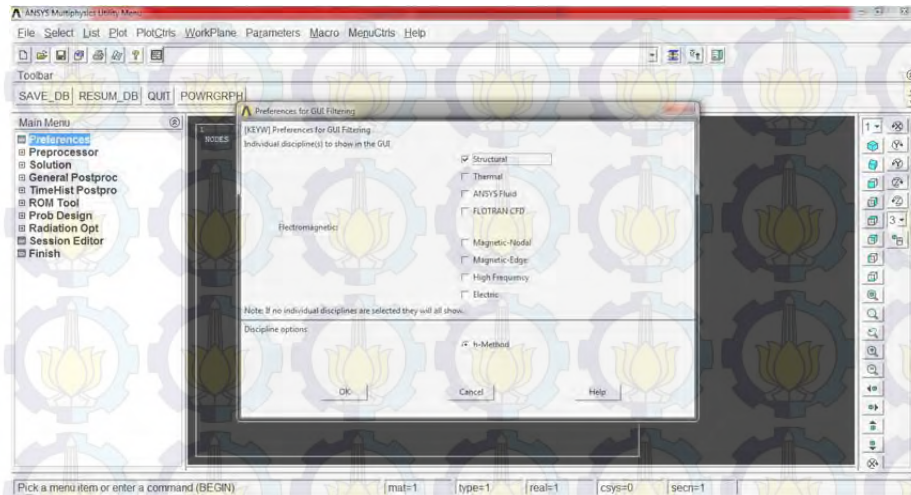 ANSYS Multiphysics Utility Menu
File Select List Plot PlotCtrls WorkPlane Parameters Macro MenuCtrls Help
Toolbar
SAVE_DB RESUM_DB QUIT POWRGRPH
Main Menu
Preferences
Preprocessor
Solution
General Postproc
TimeHist Postpro
ROM Tool
Prob Design
Radiation Opt
Session Editor
Finish
1
NODES
Preferences for GUI Filtering
[KEYW] Preferences for GUI Filtering
Individual discipline(s) to show in the GUI
Structural
Thermal
ANSYS Fluid
FLOTRAN CFD
Electromagnetic:
Magnetic-Nodal
Magnetic-Edge
High Frequency
Electric
Note: If no individual disciplines are selected they will all show.
Discipline options
h-Method
OK Cancel Help
1
3
Pick a menu item or enter a command (BEGIN) mat=1 type=1 real=1 csys=0 secn=1